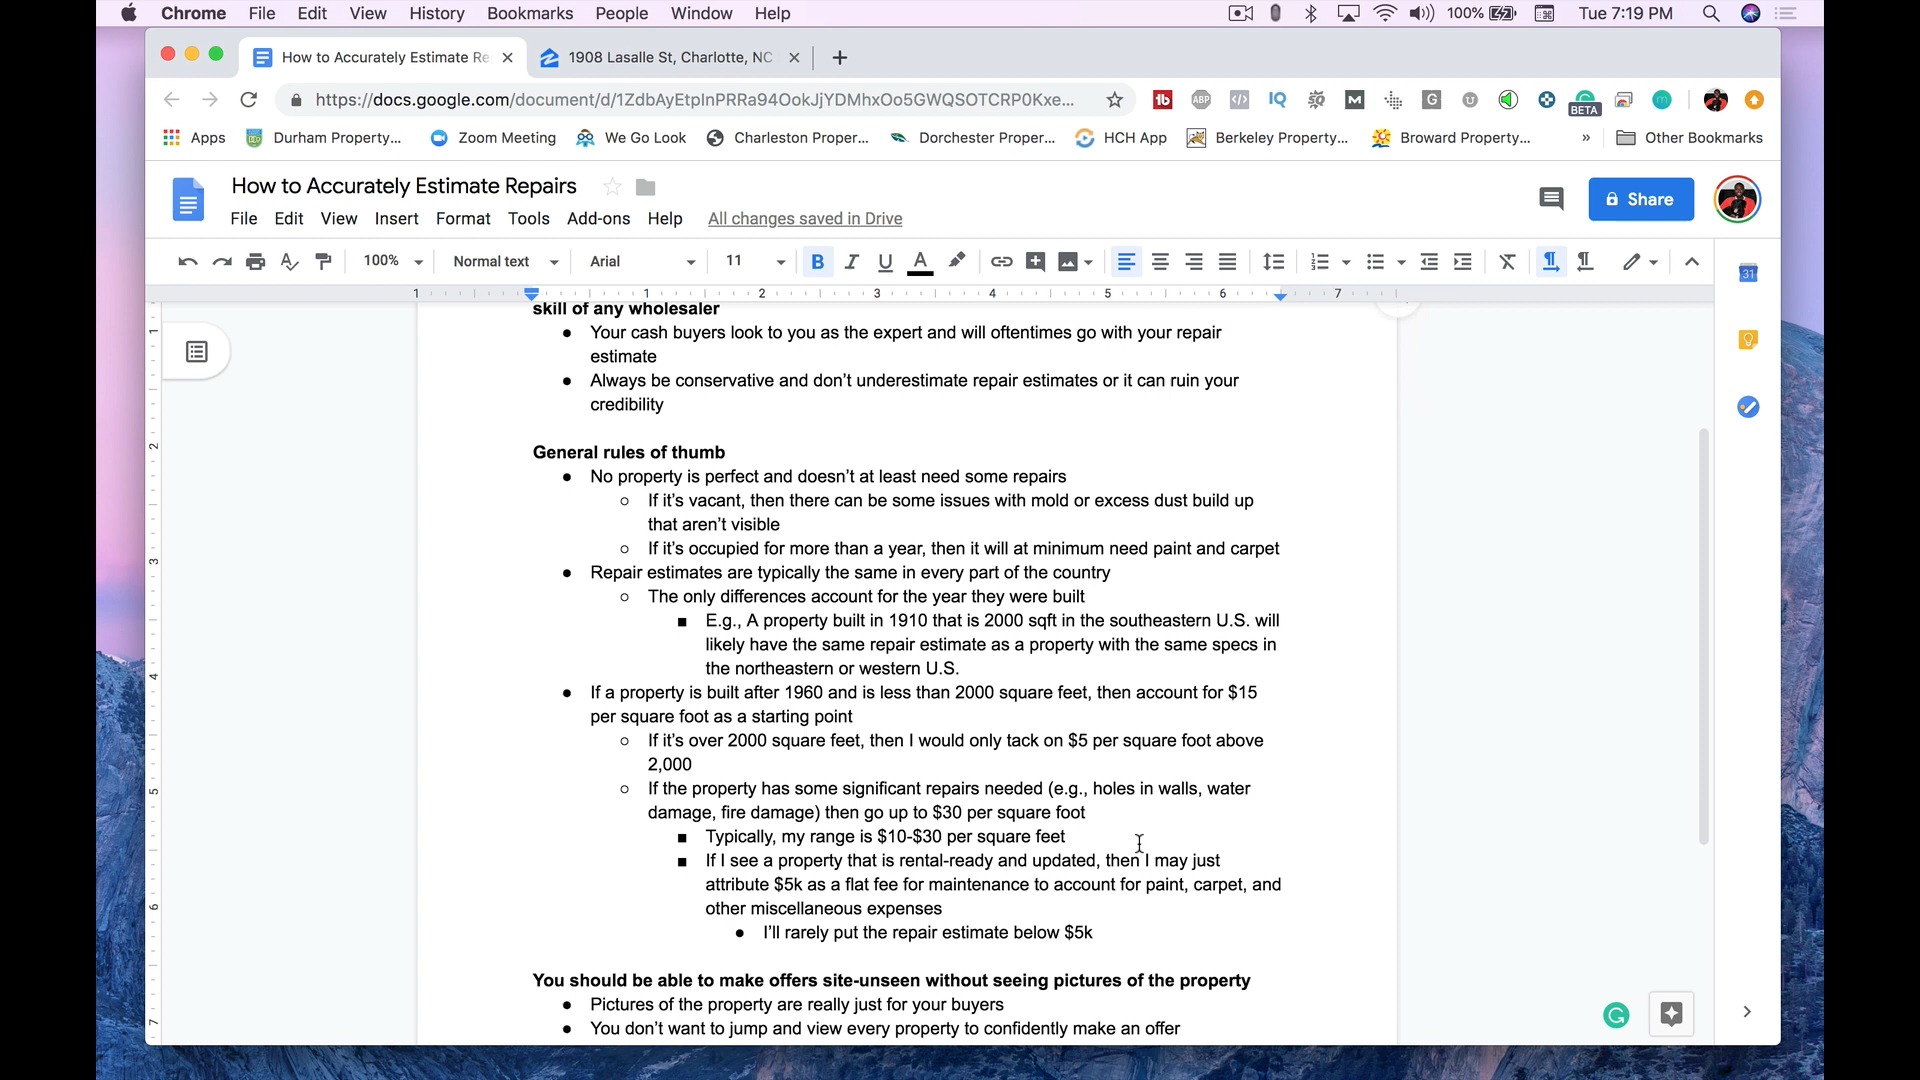 Chrome File Edit View History Bookmarks People Window Help 100% Tue 7:19 PM
How to Accurately Estimate Re 1908 Lasalle St, Charlotte, NC
https://docs.google.com/document/d/1ZdbAyEtpInPRRa94OokJjYDMhxOo5GWQSOTCRP0Kxe...
BETA
Apps Durham Property... Zoom Meeting We Go Look Charleston Proper... Dorchester Proper... HCH App Berkeley Property... Broward Property... » Other Bookmarks
How to Accurately Estimate Repairs
File Edit View Insert Format Tools Add-ons Help All changes saved in Drive
Share
100% Normal text Arial 11
1 1 2 3 4 5 6 7
skill of any wholesaler
● Your cash buyers look to you as the expert and will oftentimes go with your repair
estimate
● Always be conservative and don't underestimate repair estimates or it can ruin your
credibility
General rules of thumb
● No property is perfect and doesn't at least need some repairs
○ If it's vacant, then there can be some issues with mold or excess dust build up
that aren't visible
○ If it's occupied for more than a year, then it will at minimum need paint and carpet
● Repair estimates are typically the same in every part of the country
○ The only differences account for the year they were built
■ E.g., A property built in 1910 that is 2000 sqft in the southeastern U.S. will
likely have the same repair estimate as a property with the same specs in
the northeastern or western U.S.
● If a property is built after 1960 and is less than 2000 square feet, then account for $15
per square foot as a starting point
○ If it's over 2000 square feet, then I would only tack on $5 per square foot above
2,000
○ If the property has some significant repairs needed (e.g., holes in walls, water
damage, fire damage) then go up to $30 per square foot
■ Typically, my range is $10-$30 per square feet
■ If I see a property that is rental-ready and updated, then I may just
attribute $5k as a flat fee for maintenance to account for paint, carpet, and
other miscellaneous expenses
● I'll rarely put the repair estimate below $5k
You should be able to make offers site-unseen without seeing pictures of the property
● Pictures of the property are really just for your buyers
● You don't want to jump and view every property to confidently make an offer